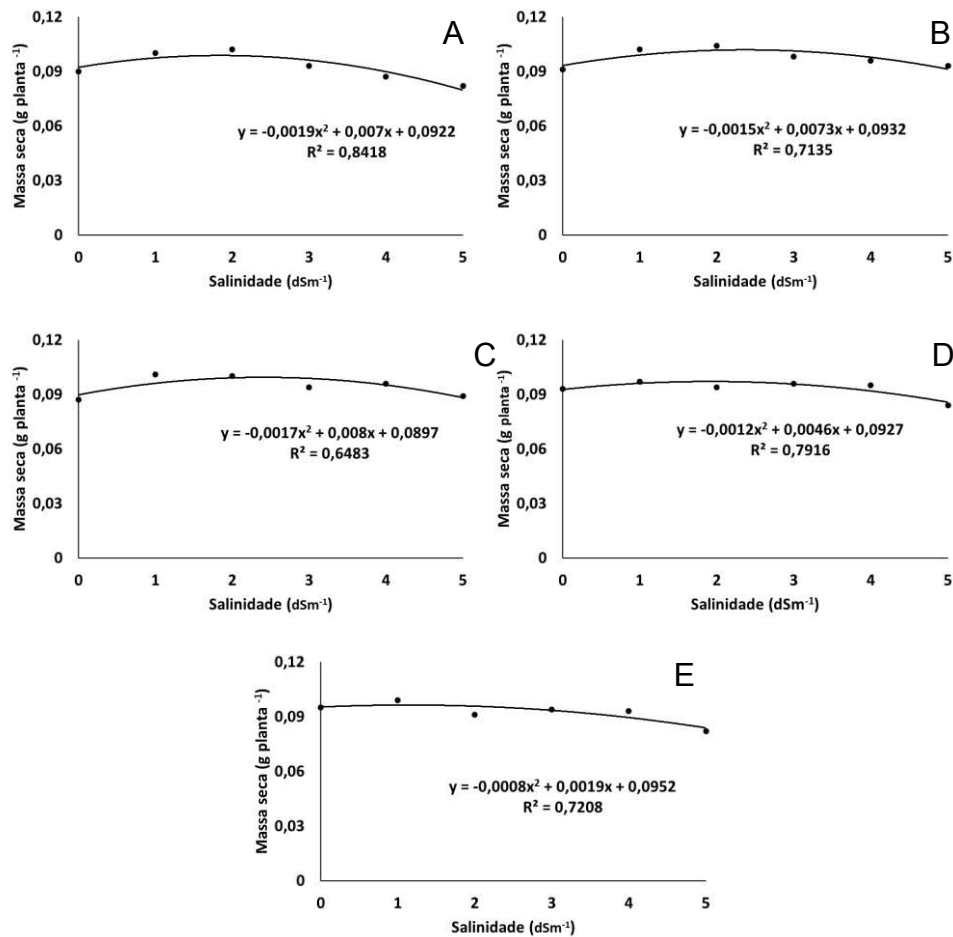 A
Massa seca (g planta ⁻¹)
0,12
0,09
0,06
0,03
0
y = -0,0019x² + 0,007x + 0,0922
R² = 0,8418
0 1 2 3 4 5
Salinidade (dSm⁻¹)
B
Massa seca (g planta ⁻¹)
0,12
0,09
0,06
0,03
0
y = -0,0015x² + 0,0073x + 0,0932
R² = 0,7135
0 1 2 3 4 5
Salinidade (dSm⁻¹)
C
Massa seca (g planta ⁻¹)
0,12
0,09
0,06
0,03
0
y = -0,0017x² + 0,008x + 0,0897
R² = 0,6483
0 1 2 3 4 5
Salinidade (dSm⁻¹)
D
Massa seca (g planta ⁻¹)
0,12
0,09
0,06
0,03
0
y = -0,0012x² + 0,0046x + 0,0927
R² = 0,7916
0 1 2 3 4 5
Salinidade (dSm⁻¹)
E
Massa seca (g planta ⁻¹)
0,12
0,09
0,06
0,03
0
y = -0,0008x² + 0,0019x + 0,0952
R² = 0,7208
0 1 2 3 4 5
Salinidade (dSm⁻¹)